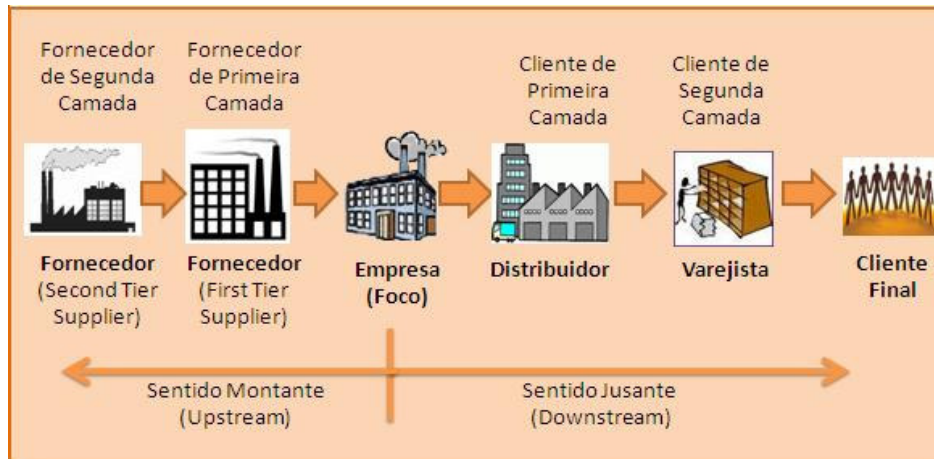 Fornecedor
de Segunda
Camada
Fornecedor
de Primeira
Camada
Cliente de
Primeira
Camada
Cliente de
Segunda
Camada
Fornecedor
(Second Tier
Supplier)
Fornecedor
(First Tier
Supplier)
Empresa
(Foco)
Distribuidor
Varejista
Cliente
Final
Sentido Montante
(Upstream)
Sentido Jusante
(Downstream)